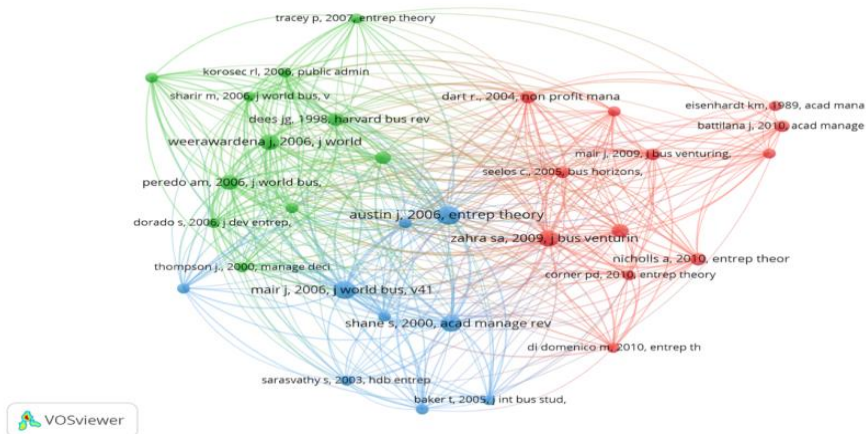 tracey p, 2007, entrep theory
korosec rl, 2006, public admin
sharir m, 2006, j world bus, v
dees jg, 1998, harvard bus rev
weerawardena j, 2006, j world
peredo am, 2006, j world bus,
dorado s, 2006, j dev entrep,
thompson j., 2000, manage deci
dart r., 2004, non profit mana
eisenhardt km, 1989, acad mana
battilana j, 2010, acad manage
mair j, 2009, j bus venturing,
seelos c., 2005, bus horizons,
austin j, 2006, entrep theory
zahra sa, 2009, j bus venturin
nicholls a, 2010, entrep theor
corner pd, 2010, entrep theory
mair j, 2006, j world bus, v41
shane s, 2000, acad manage rev
di domenico m, 2010, entrep th
sarasvathy s, 2003, hdb entrep
baker t, 2005, j int bus stud,
VOSviewer